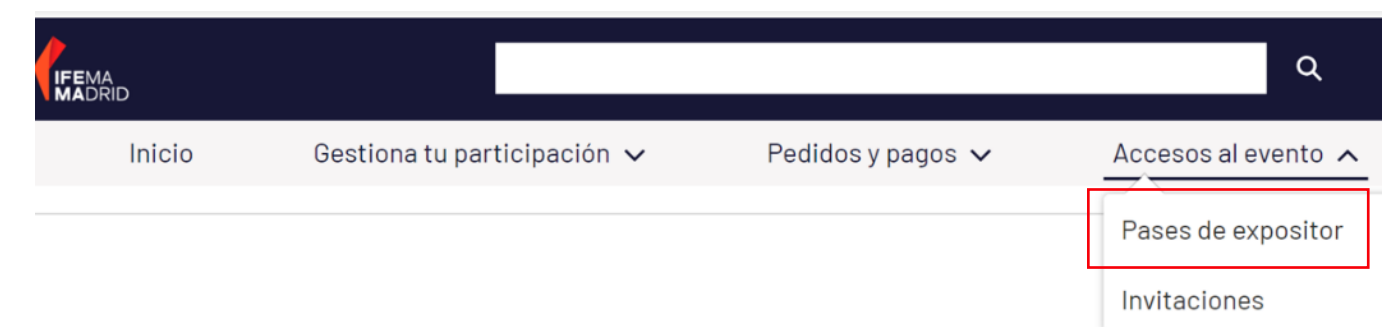 IFEMA
MADRID
Inicio Gestiona tu participación Pedidos y pagos Accesos al evento
Pases de expositor
Invitaciones